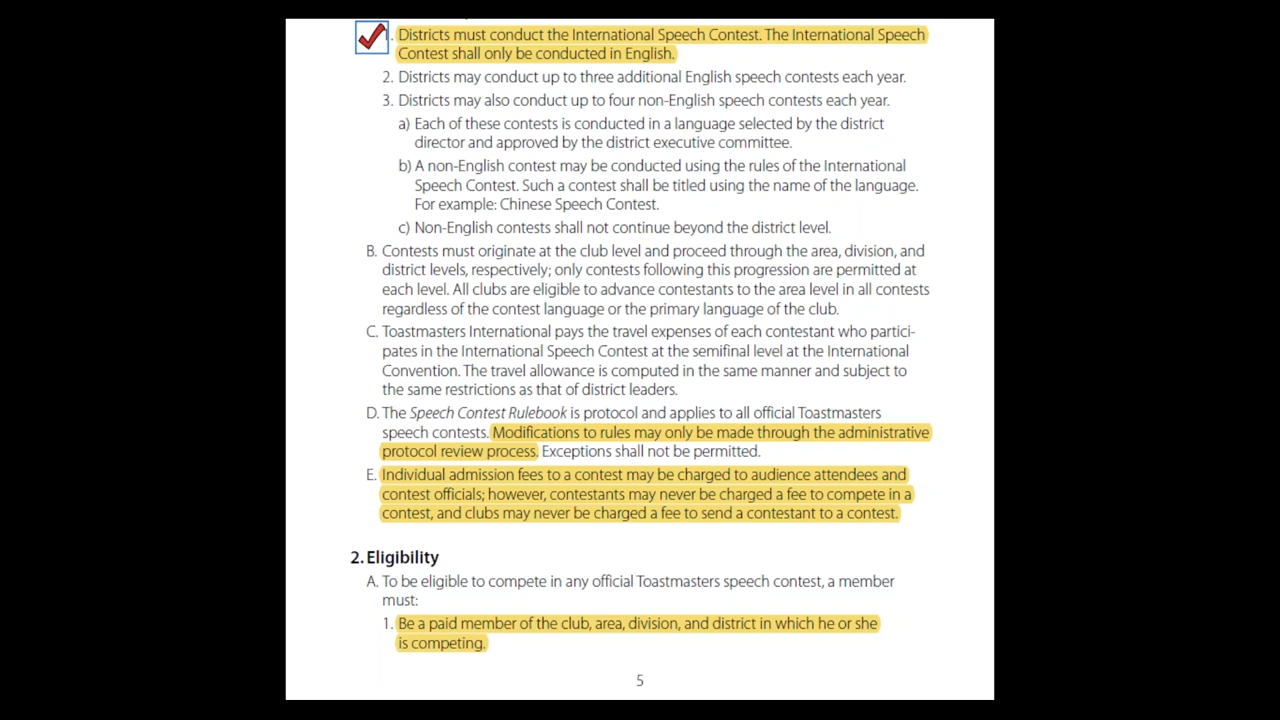 . Districts must conduct the International Speech Contest. The International Speech
Contest shall only be conducted in English.
2. Districts may conduct up to three additional English speech contests each year.
3. Districts may also conduct up to four non-English speech contests each year.
a) Each of these contests is conducted in a language selected by the district
director and approved by the district executive committee.
b) A non-English contest may be conducted using the rules of the International
Speech Contest. Such a contest shall be titled using the name of the language.
For example: Chinese Speech Contest.
c) Non-English contests shall not continue beyond the district level.
B. Contests must originate at the club level and proceed through the area, division, and
district levels, respectively; only contests following this progression are permitted at
each level. All clubs are eligible to advance contestants to the area level in all contests
regardless of the contest language or the primary language of the club.
C. Toastmasters International pays the travel expenses of each contestant who partici-
pates in the International Speech Contest at the semifinal level at the International
Convention. The travel allowance is computed in the same manner and subject to
the same restrictions as that of district leaders.
D. The Speech Contest Rulebook is protocol and applies to all official Toastmasters
speech contests. Modifications to rules may only be made through the administrative
protocol review process. Exceptions shall not be permitted.
E. Individual admission fees to a contest may be charged to audience attendees and
contest officials; however, contestants may never be charged a fee to compete in a
contest, and clubs may never be charged a fee to send a contestant to a contest.
2. Eligibility
A. To be eligible to compete in any official Toastmasters speech contest, a member
must:
1. Be a paid member of the club, area, division, and district in which he or she
is competing.
5